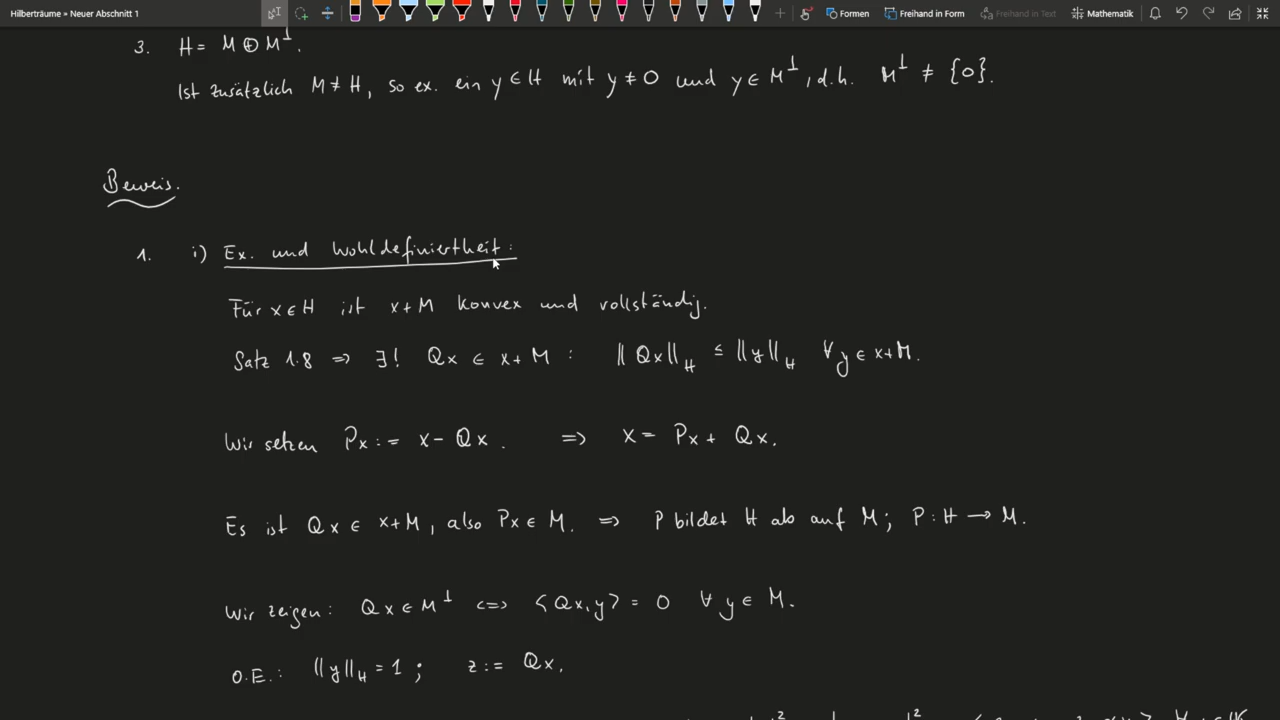 Hilberträume » Neuer Abschnitt 1
Formen
Freihand in Form
Freihand in Text
Mathematik
3. H = M ⊕ M^⊥.
Ist zusätzlich M ≠ H, so ex. ein y ∈ H mit y ≠ 0 und y ∈ M^⊥, d.h. M^⊥ ≠ {0}.
Beweis.
1. i) Ex. und Wohldefiniertheit:
Für x ∈ H ist x+M konvex und vollständig.
Satz 1.8 => ∃! Qx ∈ x+M : ||Qx||_H ≤ ||y||_H ∀ y ∈ x+M.
Wir setzen Px := x - Qx. => x = Px + Qx.
Es ist Qx ∈ x+M, also Px ∈ M. => P bildet H ab auf M; P : H → M.
Wir zeigen: Qx ∈ M^⊥ <=> <Qx, y> = 0 ∀ y ∈ M.
O.E.: ||y||_H = 1; z := Qx.